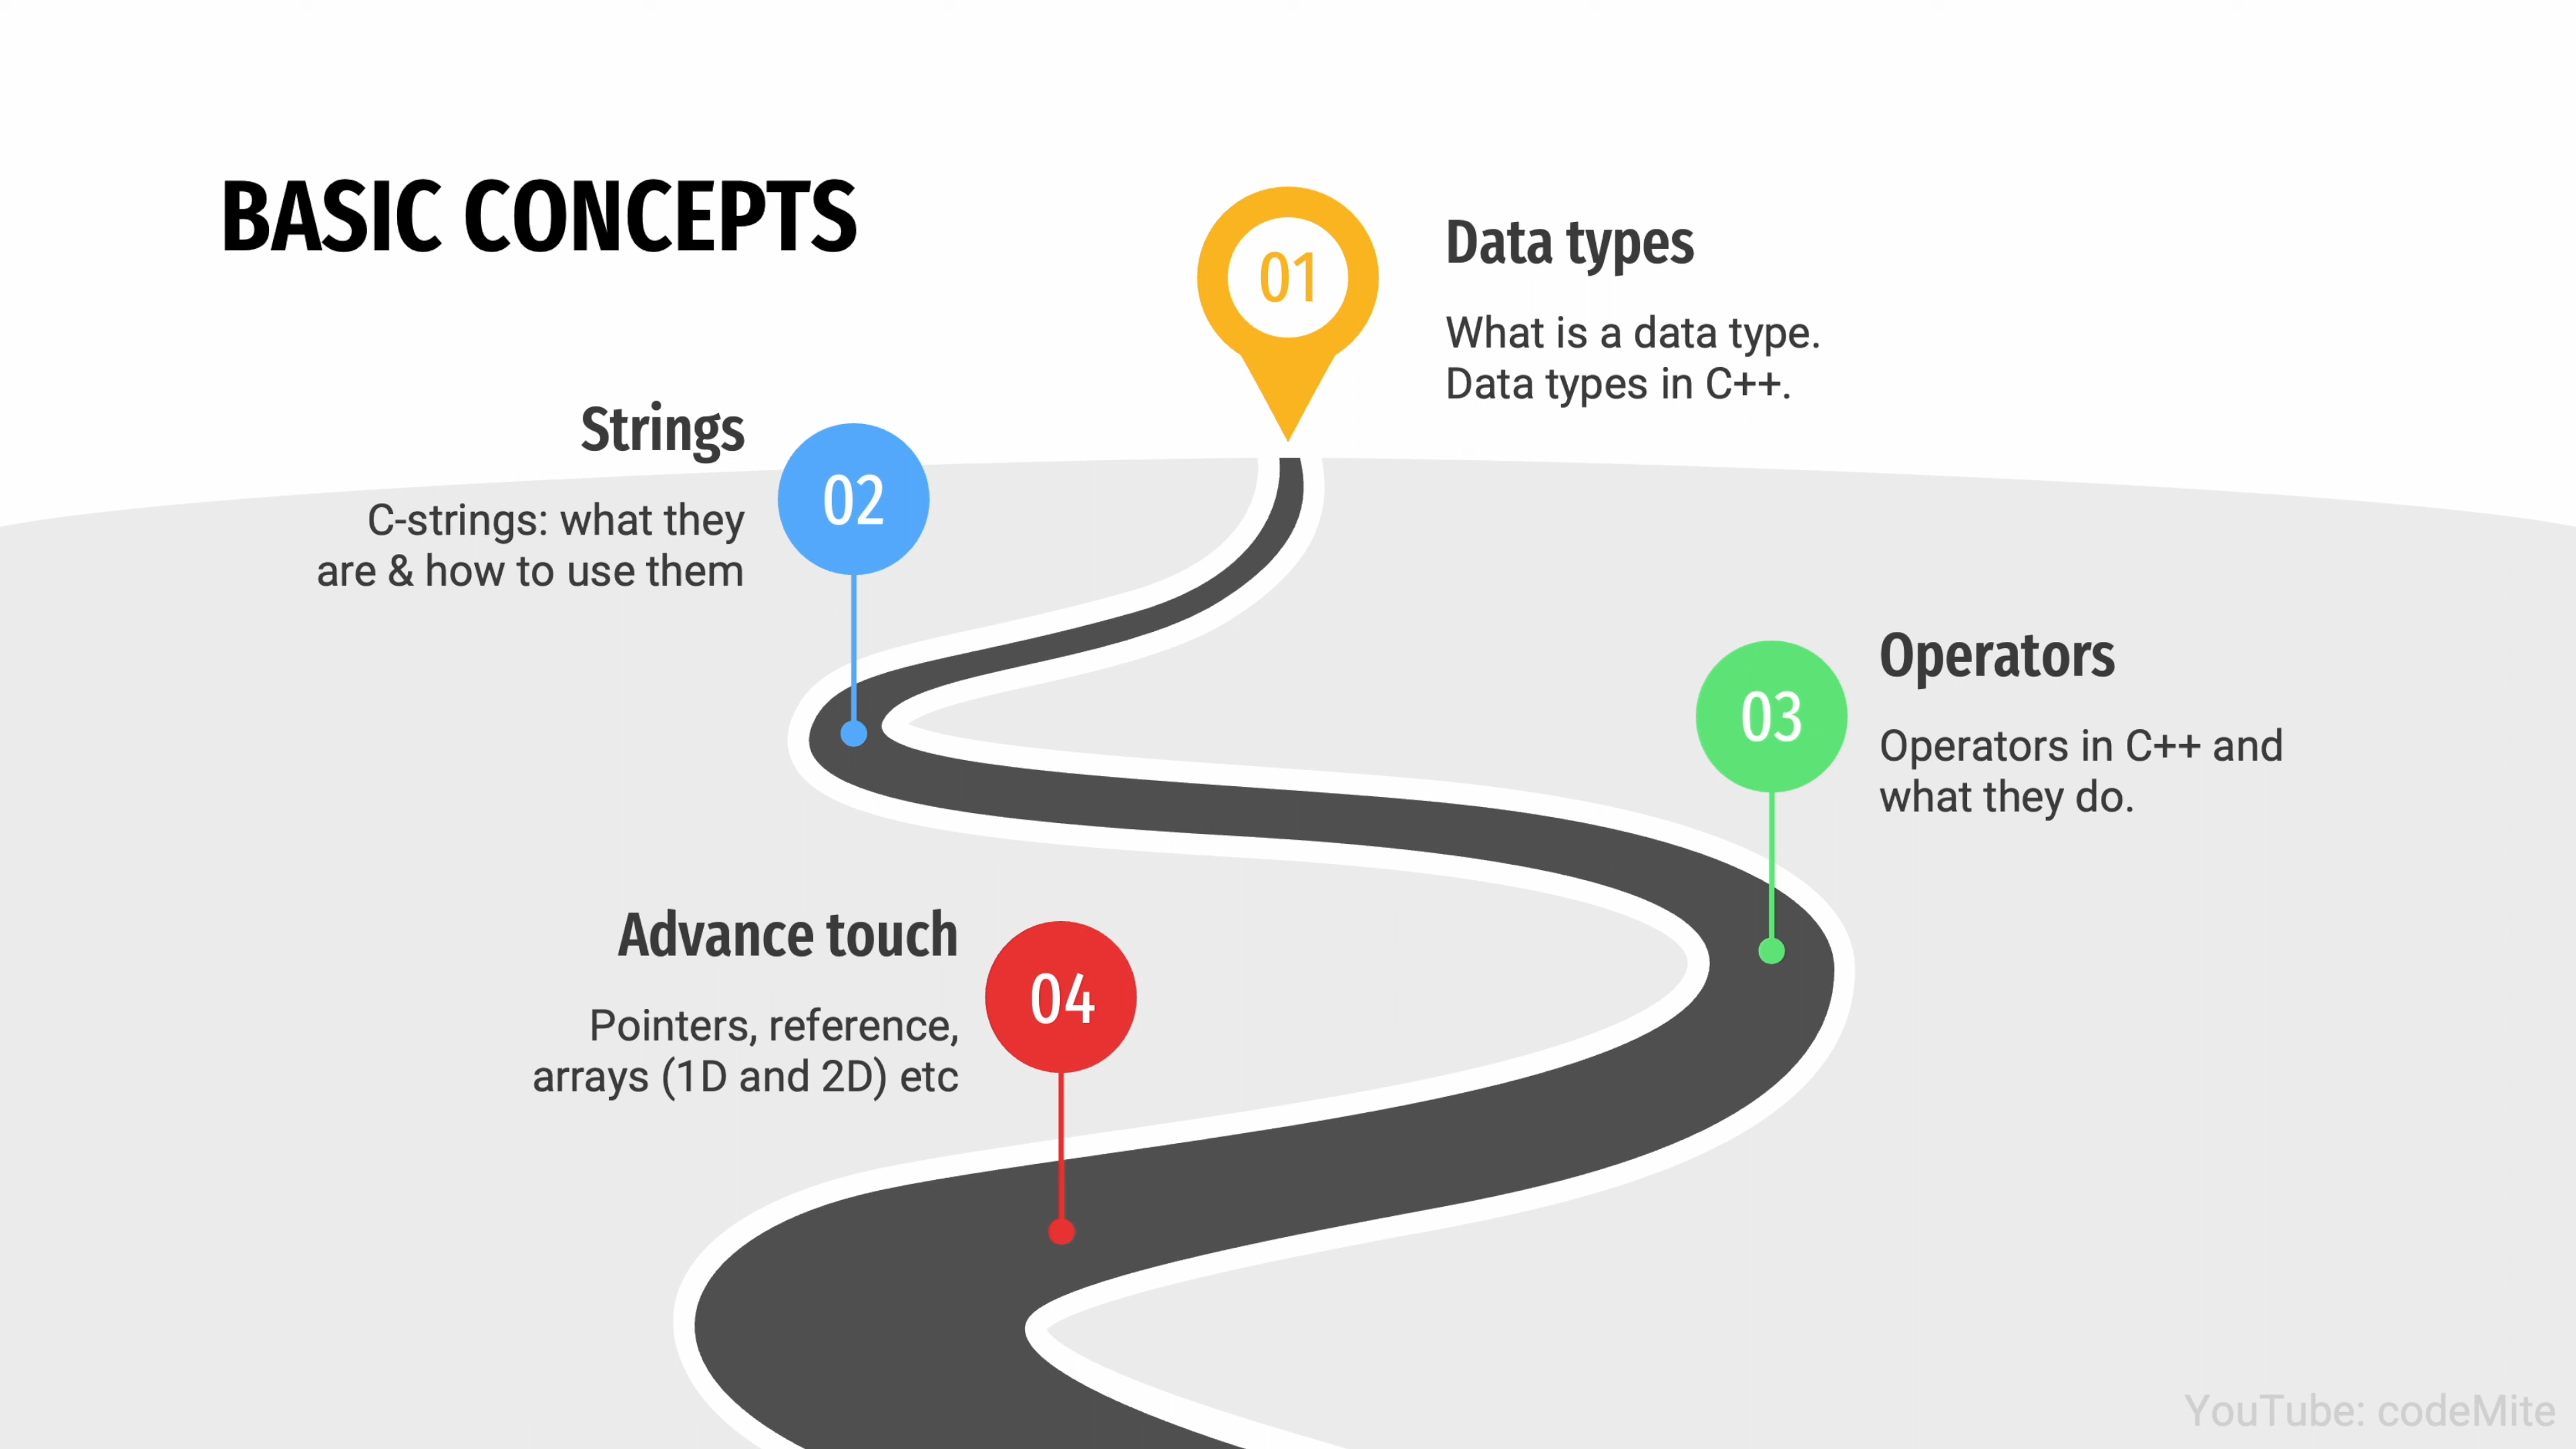 BASIC CONCEPTS
01
Data types
What is a data type.
Data types in C++.
02
Strings
C-strings: what they
are & how to use them
03
Operators
Operators in C++ and
what they do.
04
Advance touch
Pointers, reference,
arrays (1D and 2D) etc
YouTube: codeMite